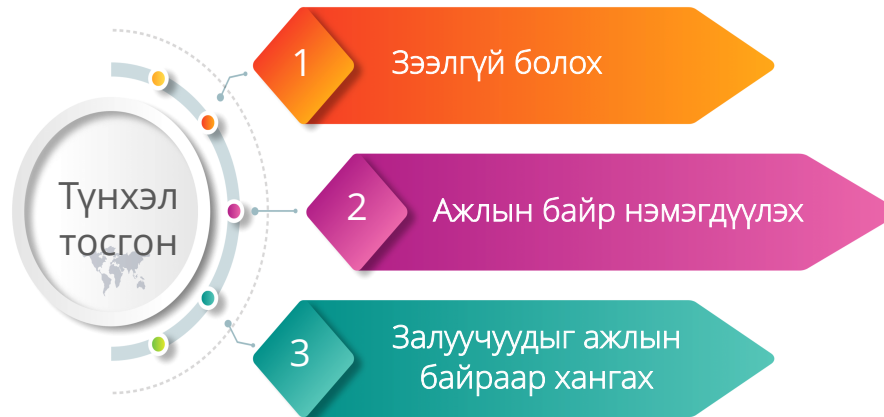 Түнхэл
тосгон
1
Зээлгүй болох
2
Ажлын байр нэмэгдүүлэх
3
Залуучуудыг ажлын
байраар хангах